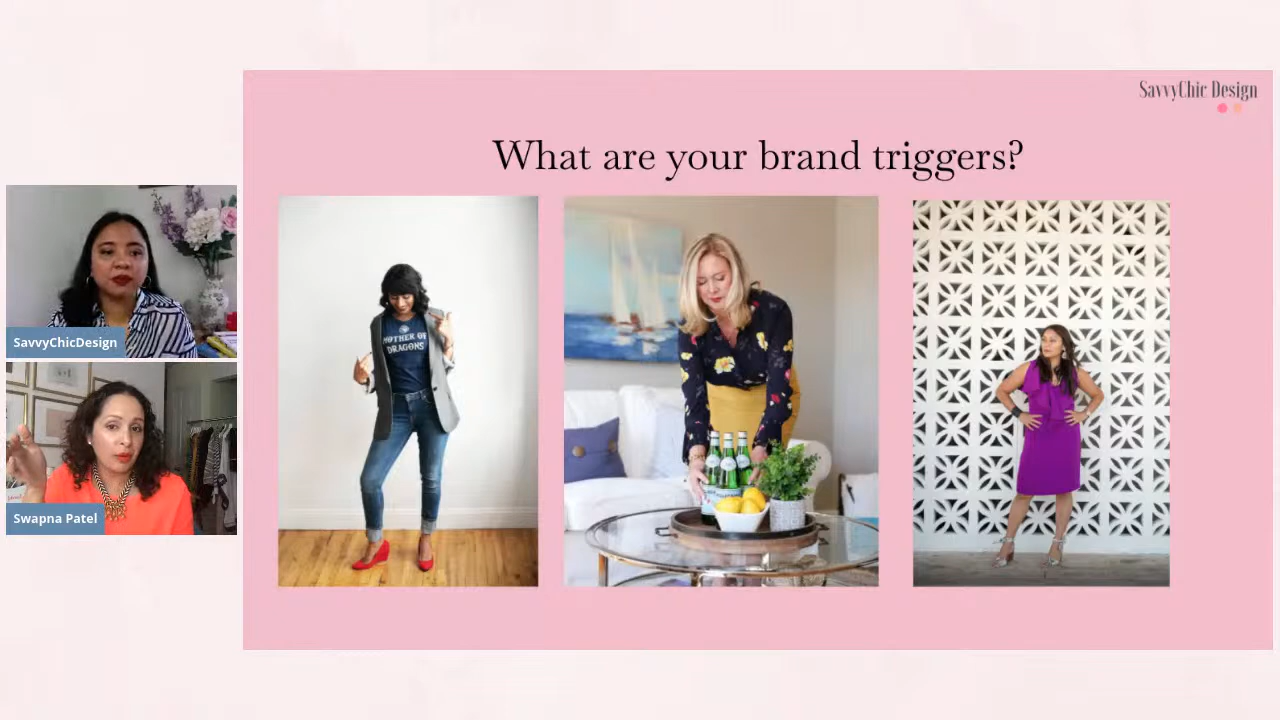 SavvyChic Design
What are your brand triggers?
MOTHER OF
DRAGONS
SavvyChicDesign
Swapna Patel